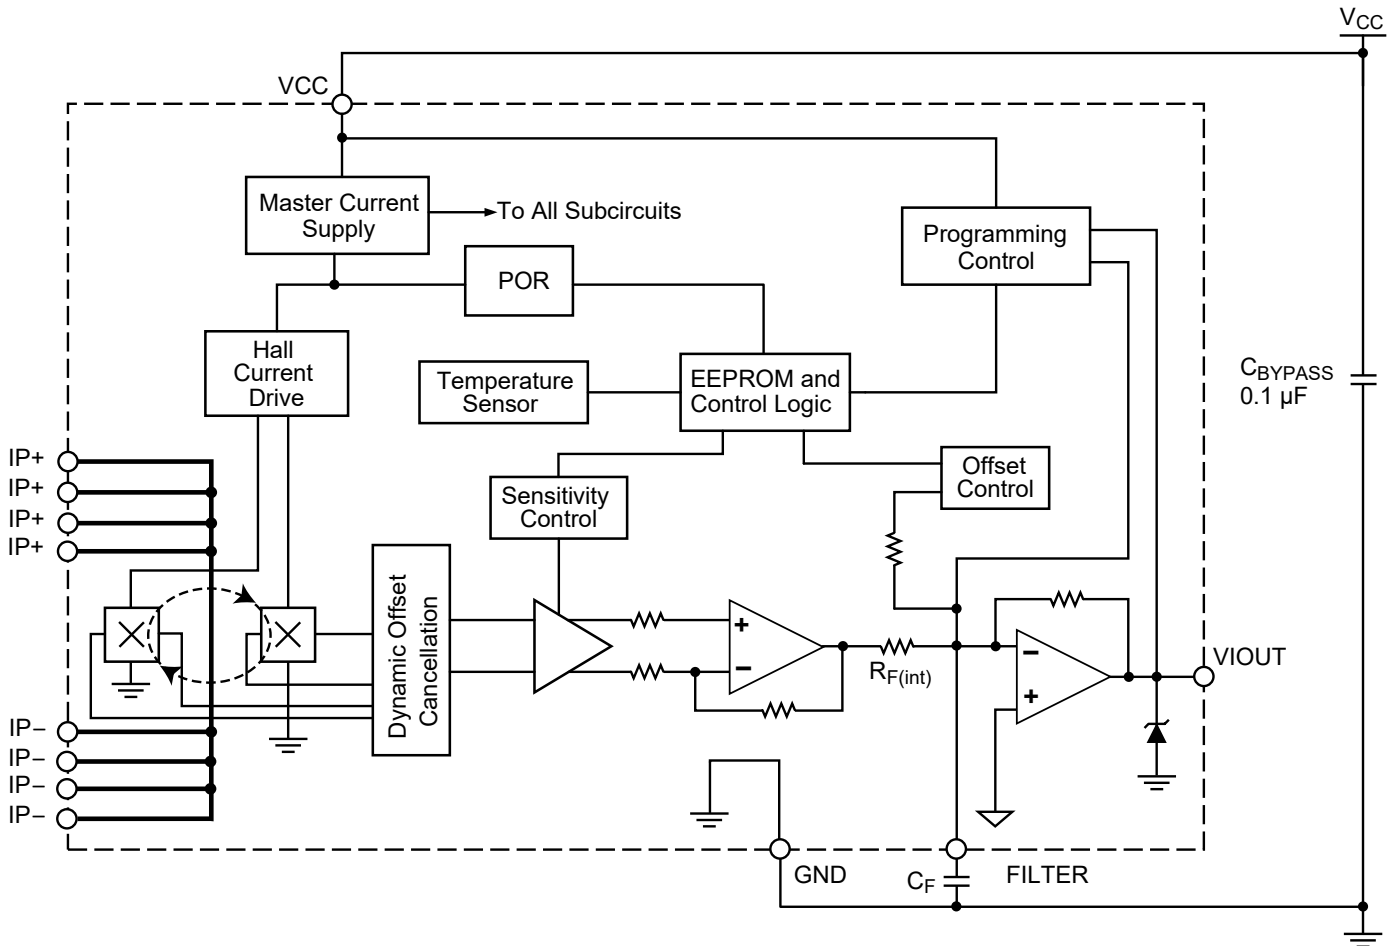 VCC
VCC
Master Current
Supply
To All Subcircuits
Programming
Control
POR
Hall
Current
Drive
Temperature
Sensor
EEPROM and
Control Logic
CBYPASS
0.1 µF
IP+
IP+
IP+
IP+
Sensitivity
Control
Offset
Control
Dynamic Offset
Cancellation
+
−
RF(int)
−
+
VIOUT
IP−
IP−
IP−
IP−
GND
CF
FILTER